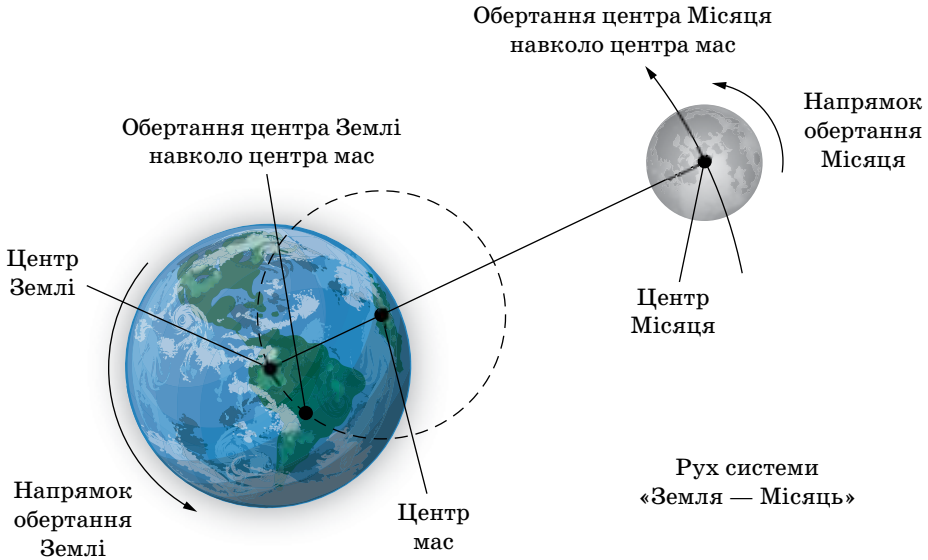 Обертання центра Місяця
навколо центра мас
Напрямок
обертання
Місяця
Обертання центра Землі
навколо центра мас
Центр
Землі
Центр
Місяця
Рух системи
«Земля — Місяць»
Напрямок
обертання
Землі
Центр
мас